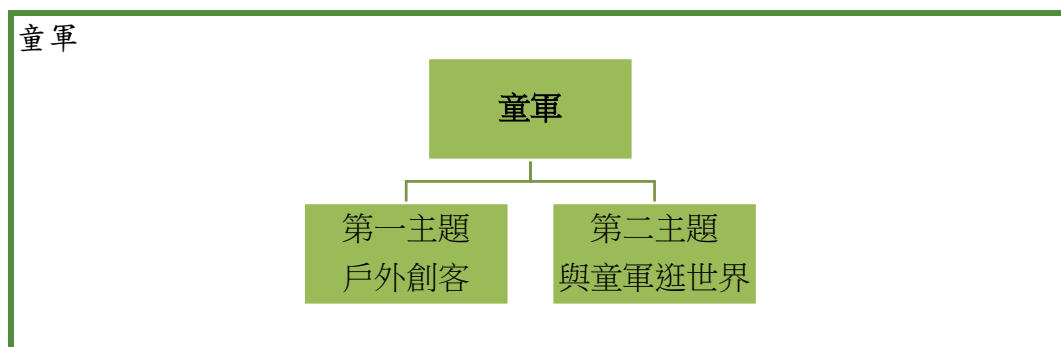 童軍
童軍
第一主題
戶外創客
第二主題
與童軍逛世界